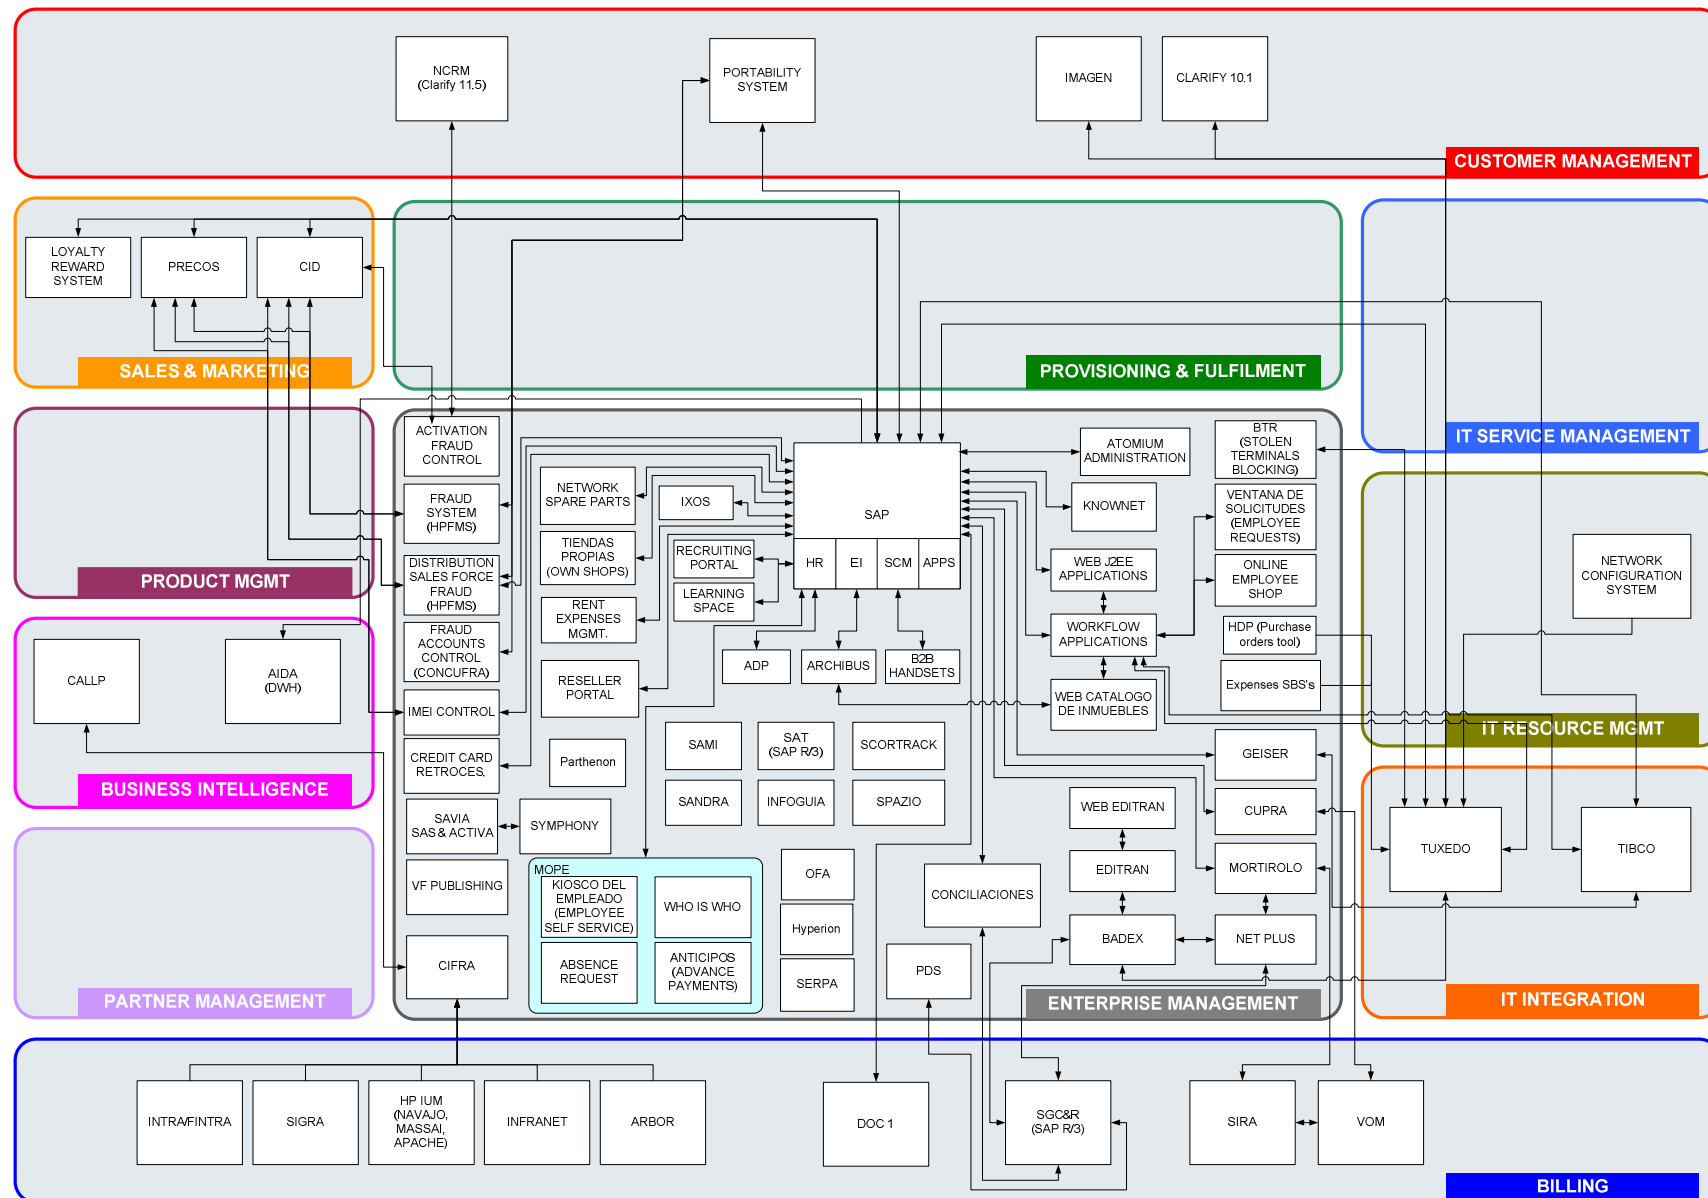 NCRM
(Clarify 11.5)
PORTABILITY
SYSTEM
IMAGEN
CLARIFY 10.1
CUSTOMER MANAGEMENT
LOYALTY
REWARD
SYSTEM
PRECOS
CID
SALES & MARKETING
PROVISIONING & FULFILMENT
IT SERVICE MANAGEMENT
PRODUCT MGMT
CALLP
AIDA
(DWH)
BUSINESS INTELLIGENCE
PARTNER MANAGEMENT
ACTIVATION
FRAUD
CONTROL
FRAUD
SYSTEM
(HPFMS)
DISTRIBUTION
SALES FORCE
FRAUD
(HPFMS)
FRAUD
ACCOUNTS
CONTROL
(CONCUFRA)
IMEI CONTROL
CREDIT CARD
RETROCES.
SAVIA
SAS & ACTIVA
SYMPHONY
VF PUBLISHING
CIFRA
NETWORK
SPARE PARTS
IXOS
TIENDAS
PROPIAS
(OWN SHOPS)
RECRUITING
PORTAL
LEARNING
SPACE
RENT
EXPENSES
MGMT.
RESELLER
PORTAL
Parthenon
SAP
HR
EI
SCM
APPS
ADP
ARCHIBUS
B2B
HANDSETS
SAMI
SAT
(SAP R/3)
SCORTRACK
SANDRA
INFOGUIA
SPAZIO
MOPE
KIOSCO DEL
EMPLEADO
(EMPLOYEE
SELF SERVICE)
WHO IS WHO
ABSENCE
REQUEST
ANTICIPOS
(ADVANCE
PAYMENTS)
OFA
Hyperion
SERPA
CONCILIACIONES
PDS
ATOMIUM
ADMINISTRATION
KNOWNET
WEB J2EE
APPLICATIONS
WORKFLOW
APPLICATIONS
WEB CATALOGO
DE INMUEBLES
WEB EDITRAN
EDITRAN
BADEX
BTR
(STOLEN
TERMINALS
BLOCKING)
VENTANA DE
SOLICITUDES
(EMPLOYEE
REQUESTS)
ONLINE
EMPLOYEE
SHOP
HDP (Purchase
orders tool)
Expenses SBS's
GEISER
CUPRA
MORTIROLO
NET PLUS
ENTERPRISE MANAGEMENT
NETWORK
CONFIGURATION
SYSTEM
IT RESOURCE MGMT
TUXEDO
TIBCO
IT INTEGRATION
INTRA/FINTRA
SIGRA
HP IUM
(NAVAJO,
MASSAI,
APACHE)
INFRANET
ARBOR
DOC 1
SGC&R
(SAP R/3)
SIRA
VOM
BILLING